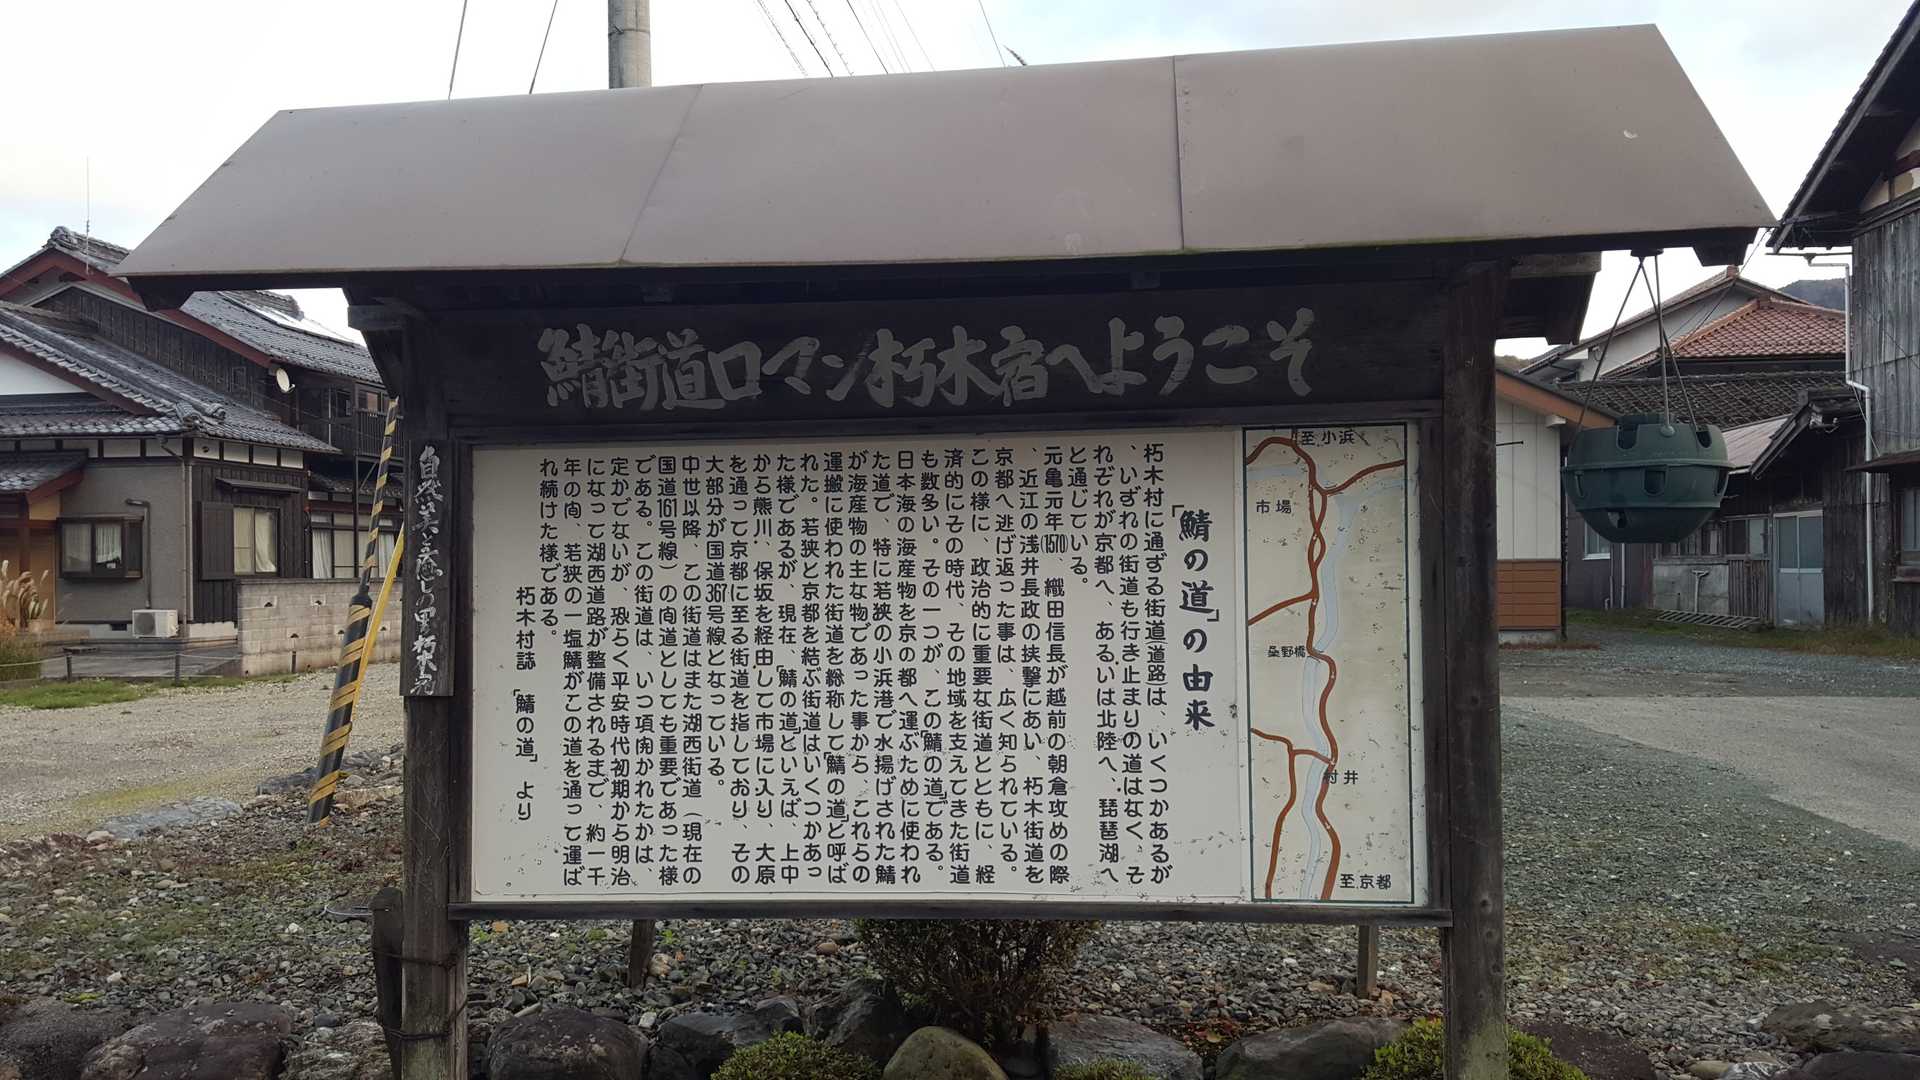 鯖街道ロマン朽木宿へようこそ
「鯖の道」の由来
朽木村に通ずる街道道路は、いくつかあるが
、いずれの街道も行き止まりの道はなく、そ
れぞれが京都へ、あるいは北陸へ、琵琶湖へ
と通じている。
元亀元年(1570)、織田信長が越前の朝倉攻めの際
、近江の浅井長政の挟撃にあい、朽木街道を
京都へ逃げ返った事は、広く知られている。
この様に、政治的に重要な街道とともに、経
済的にその時代、その地域を支えてきた街道
も数多い。その一つが、この「鯖の道」である。
日本海の海産物を京の都へ運ぶために使われ
た道で、特に若狭の小浜港で水揚げされた鯖
が海産物の主な物であった事から、これらの
運搬に使われた街道を総称して「鯖の道」と呼ば
れた。若狭と京都を結ぶ街道はいくつかあっ
た様であるが、現在、「鯖の道」といえば、上中
から熊川、保坂を経由して市場に入り、大原
を通って京都に至る街道を指しており、その
大部分が国道367号線となっている。
中世以降、この街道はまた湖西街道（現在の
国道161号線）の間道としても重要であった様
である。この街道は、いつ頃開かれたかは、
定かでないが、恐らく平安時代初期から明治
になって湖西道路が整備されるまで、約一千
年の間、若狭の一塩鯖がこの道を通って運ば
れ続けた様である。
朽木村誌　「鯖の道」　より
至小浜
市場
桑野橋
村井
至京都